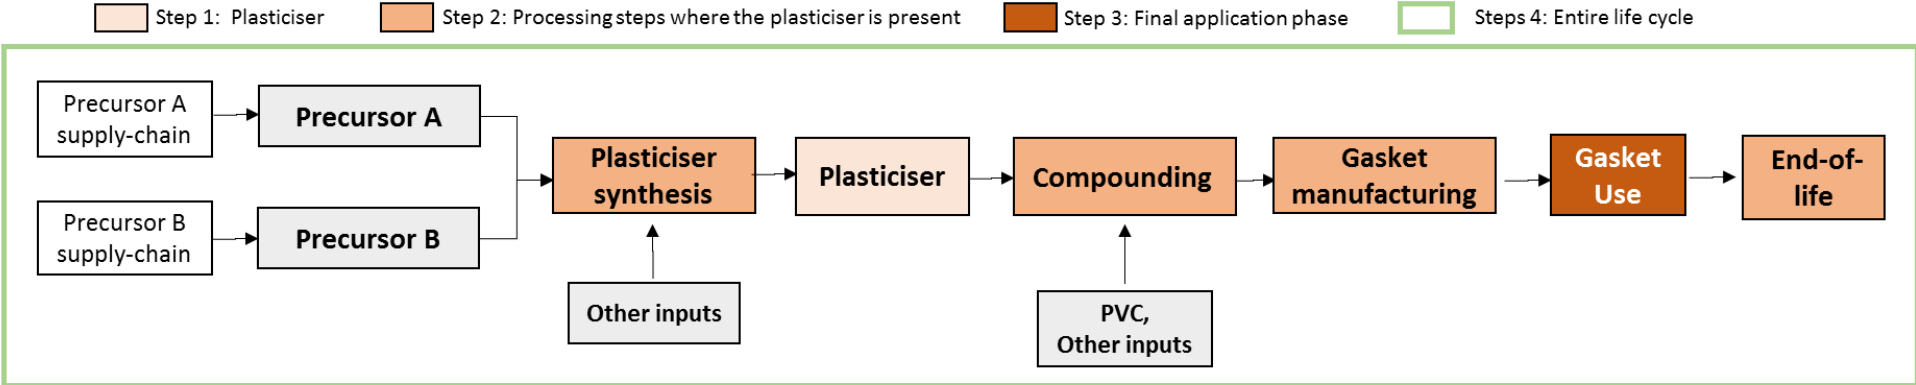 Step 1: Plasticiser
Step 2: Processing steps where the plasticiser is present
Step 3: Final application phase
Steps 4: Entire life cycle
Precursor A
supply-chain
Precursor A
Precursor B
supply-chain
Precursor B
Plasticiser
synthesis
Other inputs
Plasticiser
Compounding
PVC,
Other inputs
Gasket
manufacturing
Gasket
Use
End-of-
life